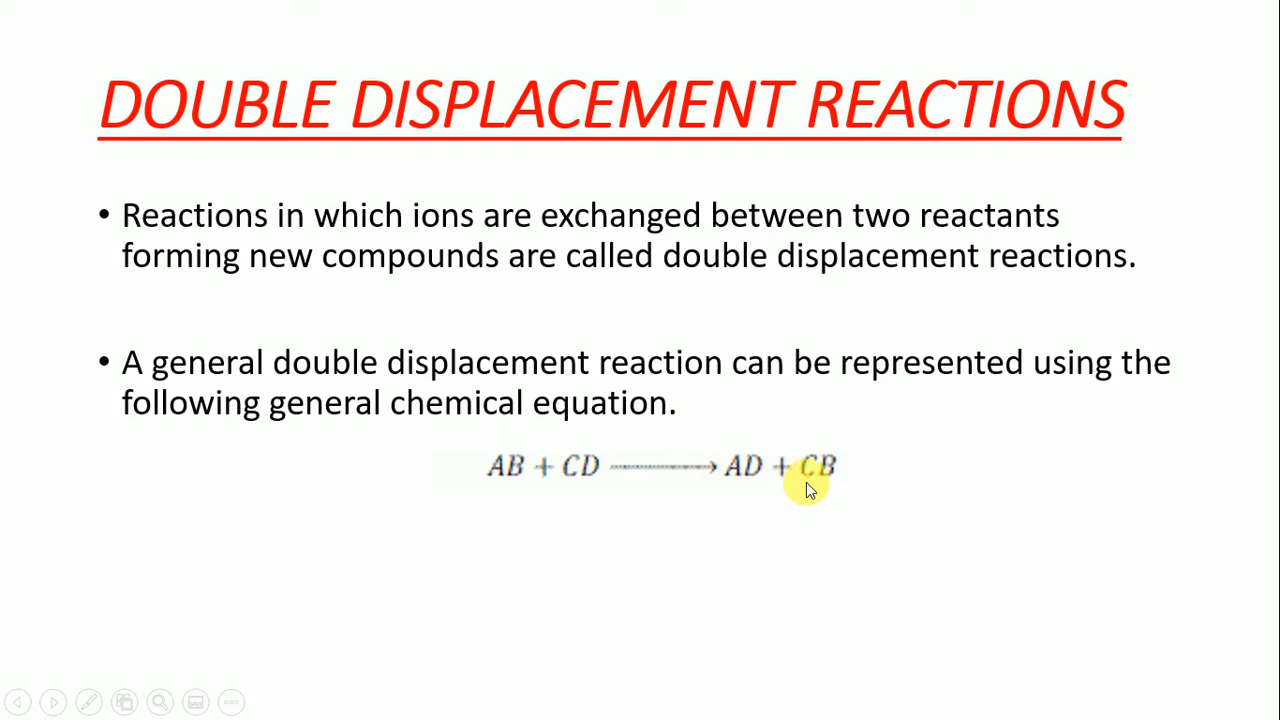 DOUBLE DISPLACEMENT REACTIONS
• Reactions in which ions are exchanged between two reactants
forming new compounds are called double displacement reactions.
• A general double displacement reaction can be represented using the
following general chemical equation.
AB + CD ⟶ AD + CB